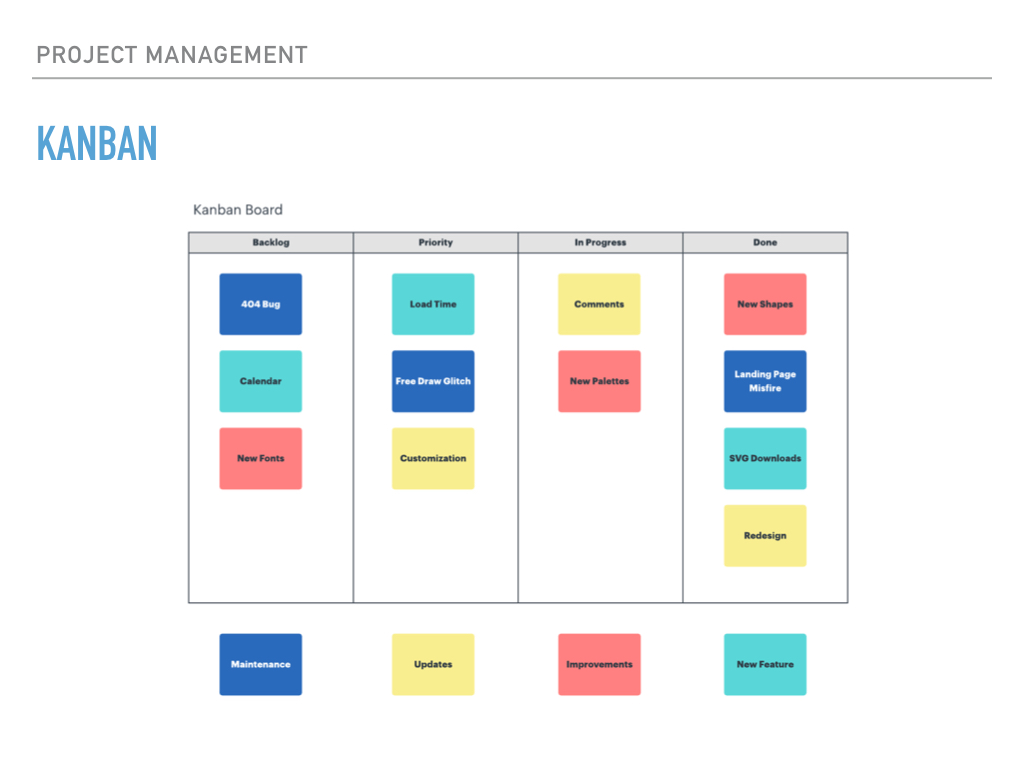 PROJECT MANAGEMENT
KANBAN
Kanban Board
Backlog
Priority
In Progress
Done
404 Bug
Load Time
Comments
New Shapes
Calendar
Free Draw Glitch
New Palettes
Landing Page
Misfire
New Fonts
Customization
SVG Downloads
Redesign
Maintenance
Updates
Improvements
New Feature